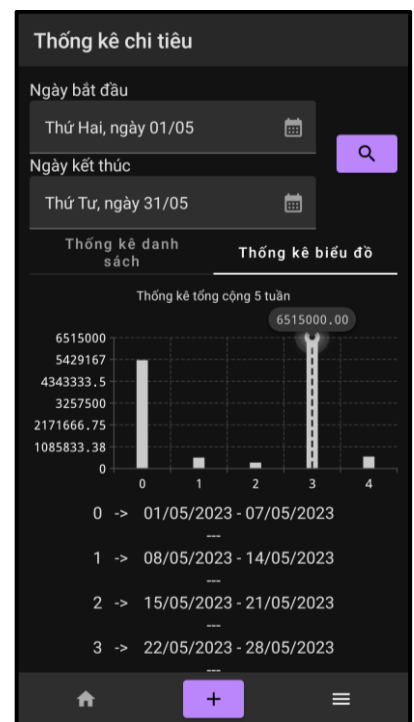 Thống kê chi tiêu
Ngày bắt đầu
Thứ Hai, ngày 01/05
Ngày kết thúc
Thứ Tư, ngày 31/05
Thống kê danh
sách
Thống kê biểu đồ
Thống kê tổng cộng 5 tuần
6515000.00
6515000
5429167
4343333.5
3257500
2171666.75
1085833.38
0
0 1 2 3 4
0 -> 01/05/2023 - 07/05/2023
---
1 -> 08/05/2023 - 14/05/2023
---
2 -> 15/05/2023 - 21/05/2023
---
3 -> 22/05/2023 - 28/05/2023
---